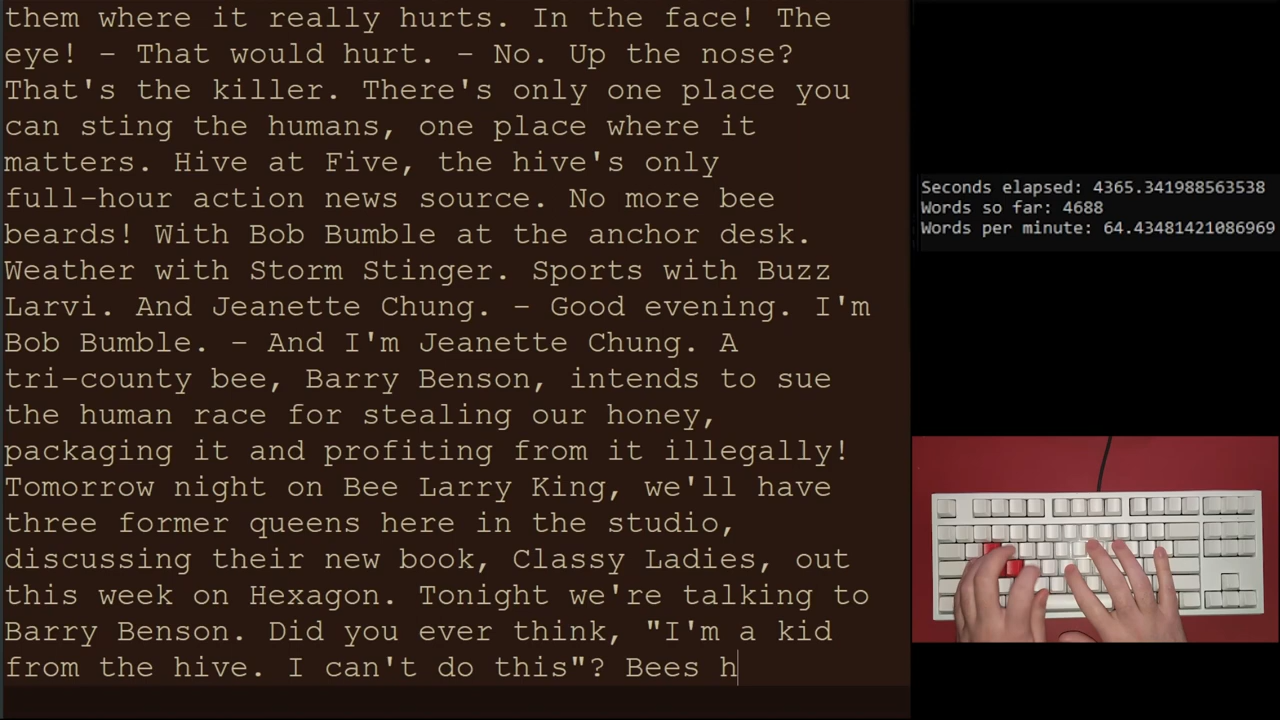 them where it really hurts. In the face! The
eye! - That would hurt. - No. Up the nose?
That's the killer. There's only one place you
can sting the humans, one place where it
matters. Hive at Five, the hive's only
full-hour action news source. No more bee
beards! With Bob Bumble at the anchor desk.
Weather with Storm Stinger. Sports with Buzz
Larvi. And Jeanette Chung. - Good evening. I'm
Bob Bumble. - And I'm Jeanette Chung. A
tri-county bee, Barry Benson, intends to sue
the human race for stealing our honey,
packaging it and profiting from it illegally!
Tomorrow night on Bee Larry King, we'll have
three former queens here in the studio,
discussing their new book, Classy Ladies, out
this week on Hexagon. Tonight we're talking to
Barry Benson. Did you ever think, "I'm a kid
from the hive. I can't do this"? Bees h
Seconds elapsed: 4365.341988563538
Words so far: 4688
Words per minute: 64.43481421086969